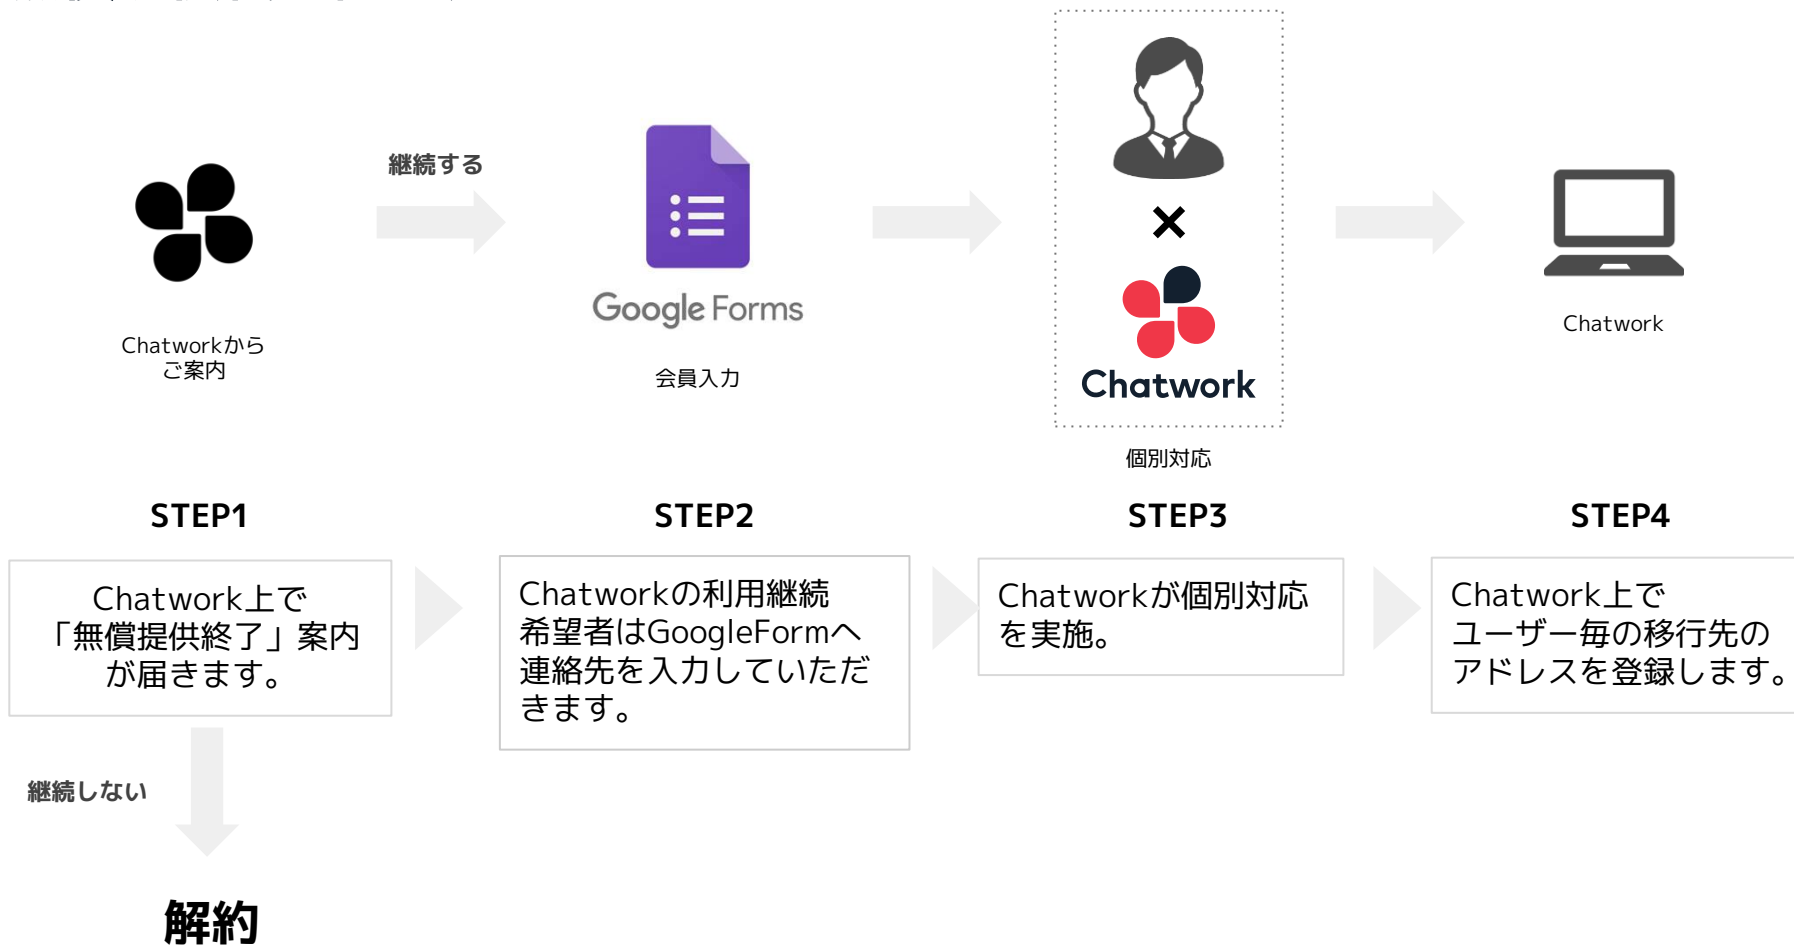 継続する
Google Forms
Chatworkから
ご案内
会員入力
×
Chatwork
個別対応
Chatwork
STEP1
STEP2
STEP3
STEP4
Chatwork上で
「無償提供終了」案内
が届きます。
Chatworkの利用継続
希望者はGoogleFormへ
連絡先を入力していただ
きます。
Chatworkが個別対応
を実施。
Chatwork上で
ユーザー毎の移行先の
アドレスを登録します。
継続しない
解約